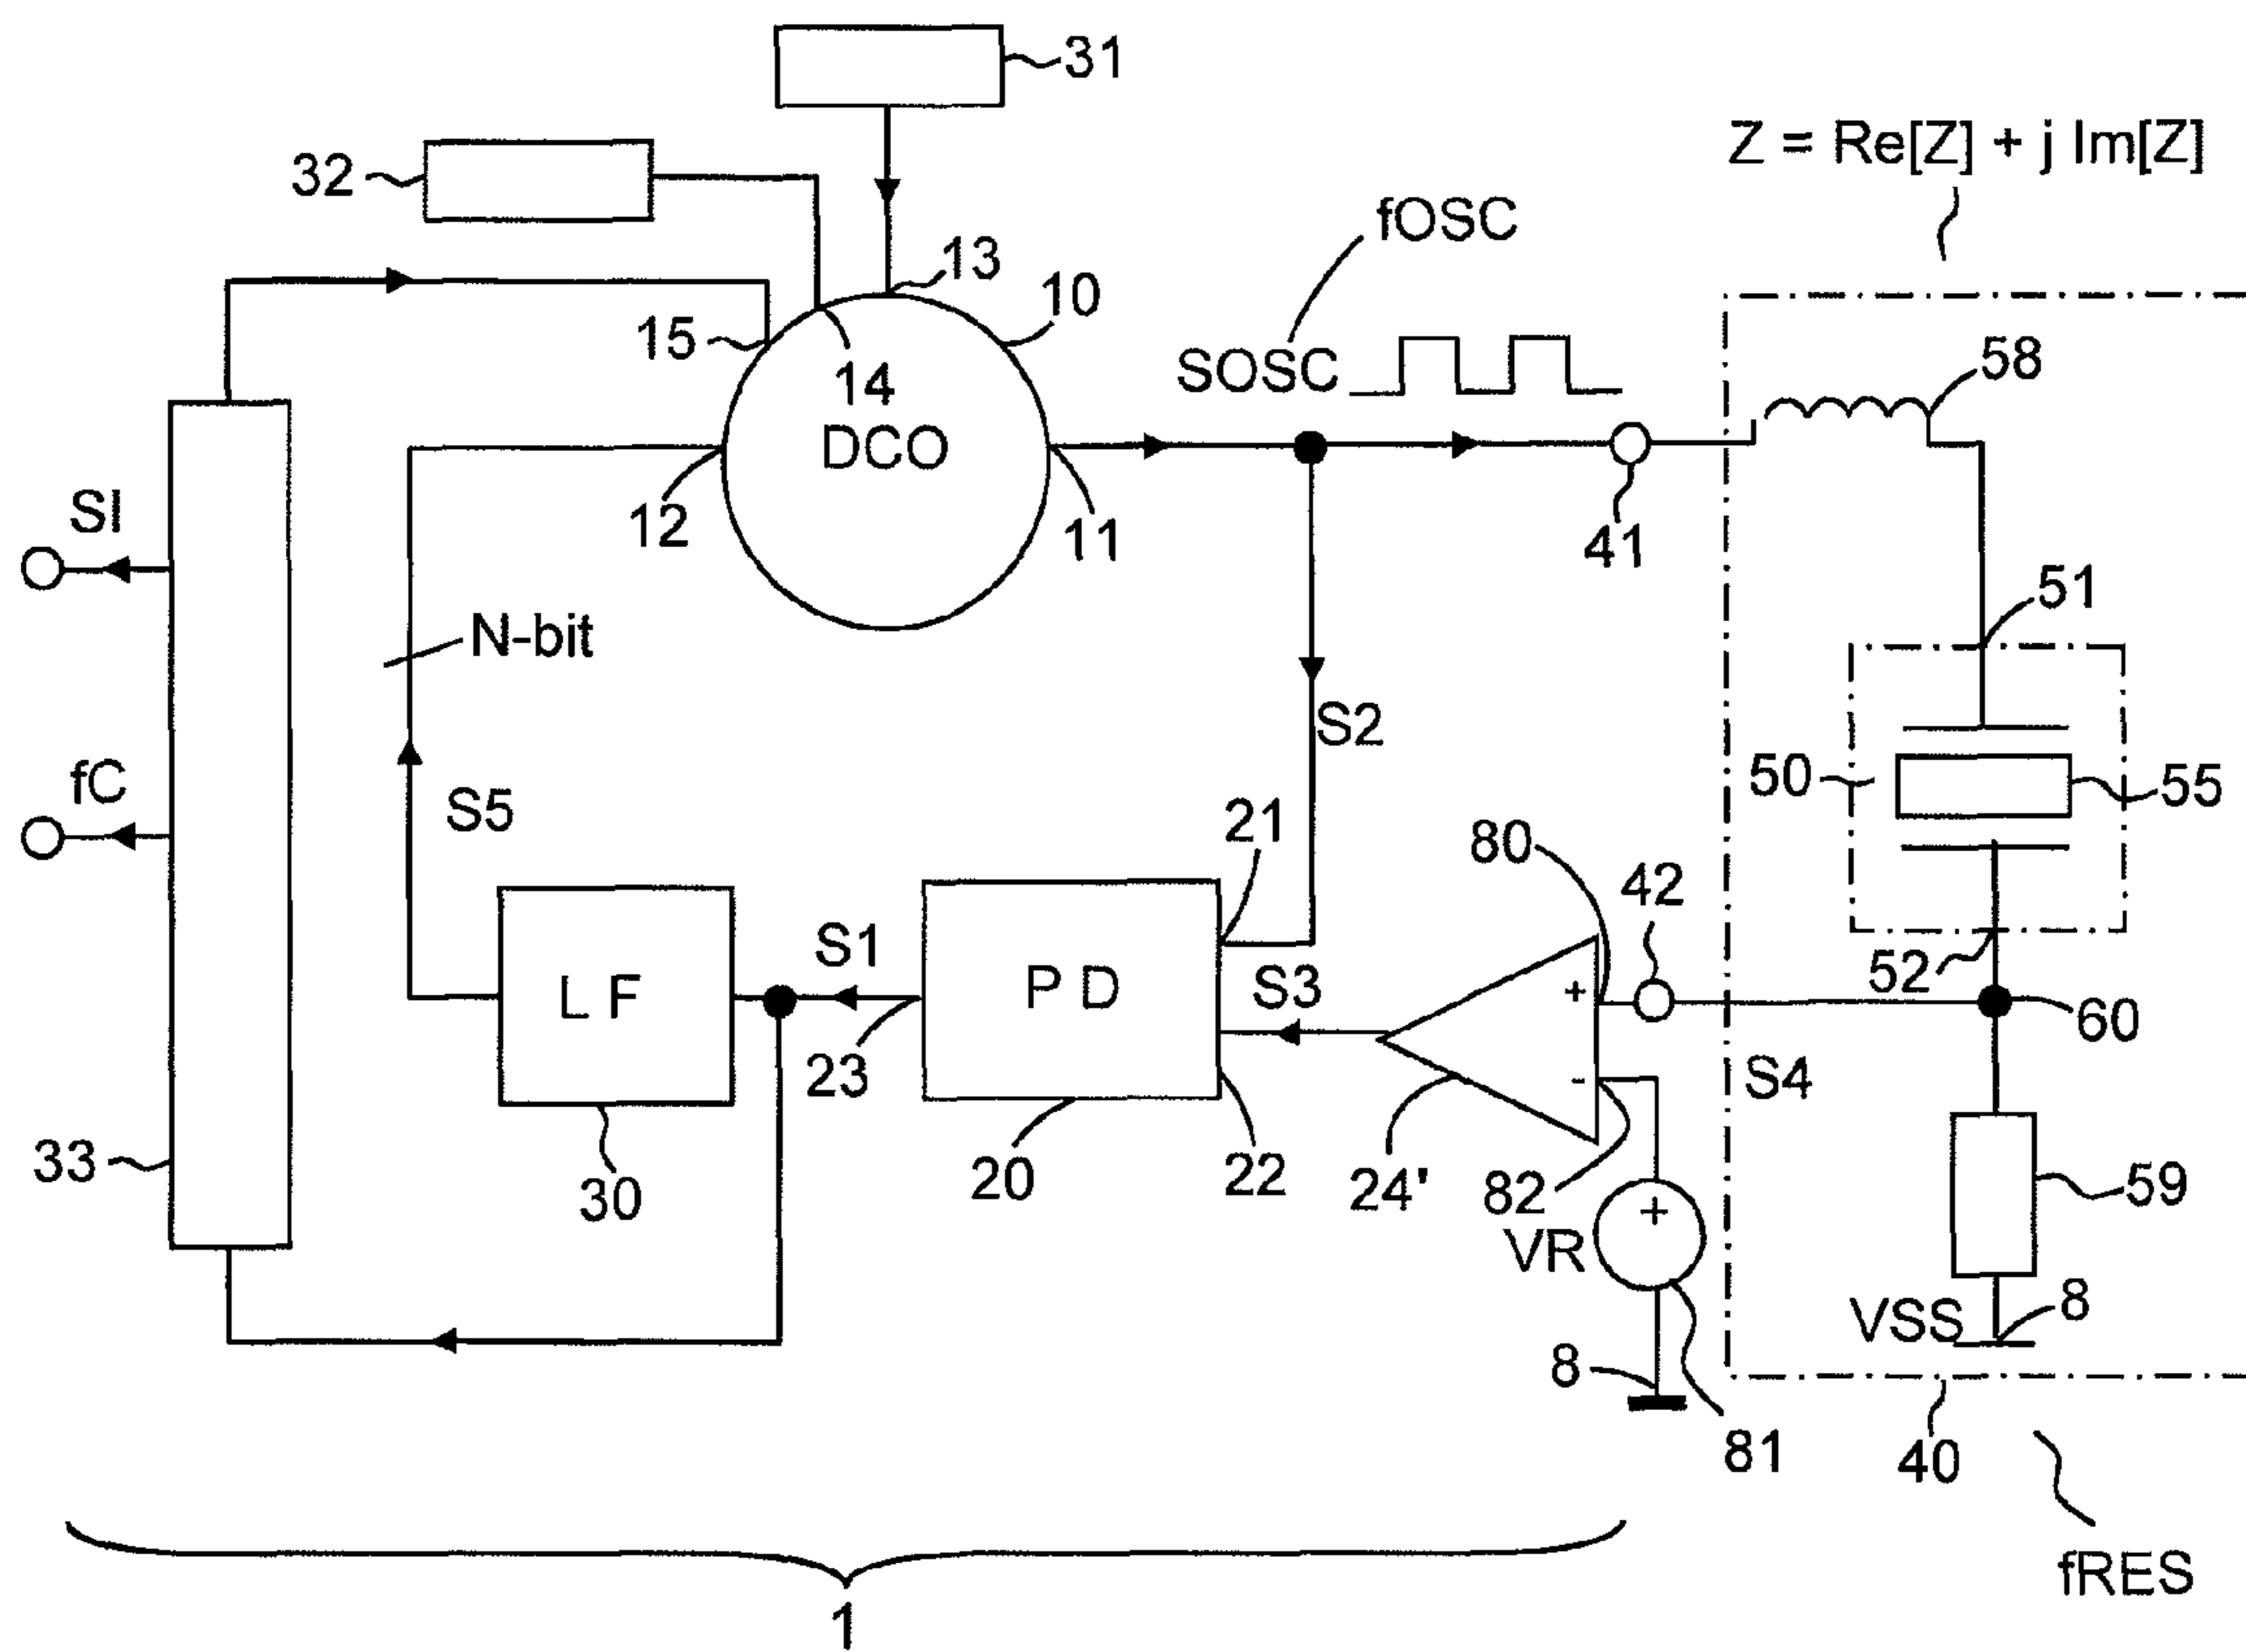 31
Z = Re[Z] + j Im[Z]
32
fOSC
13
10
15
14
SOSC
58
DCO
SI
12
11
41
51
N-bit
S2
50
55
fC
S5
21
80
42
S1
P D
S3
+
52
60
L F
23
-
S4
33
30
20
22
24'
82
59
+
VR
VSS
8
8
81
40
fRES
1